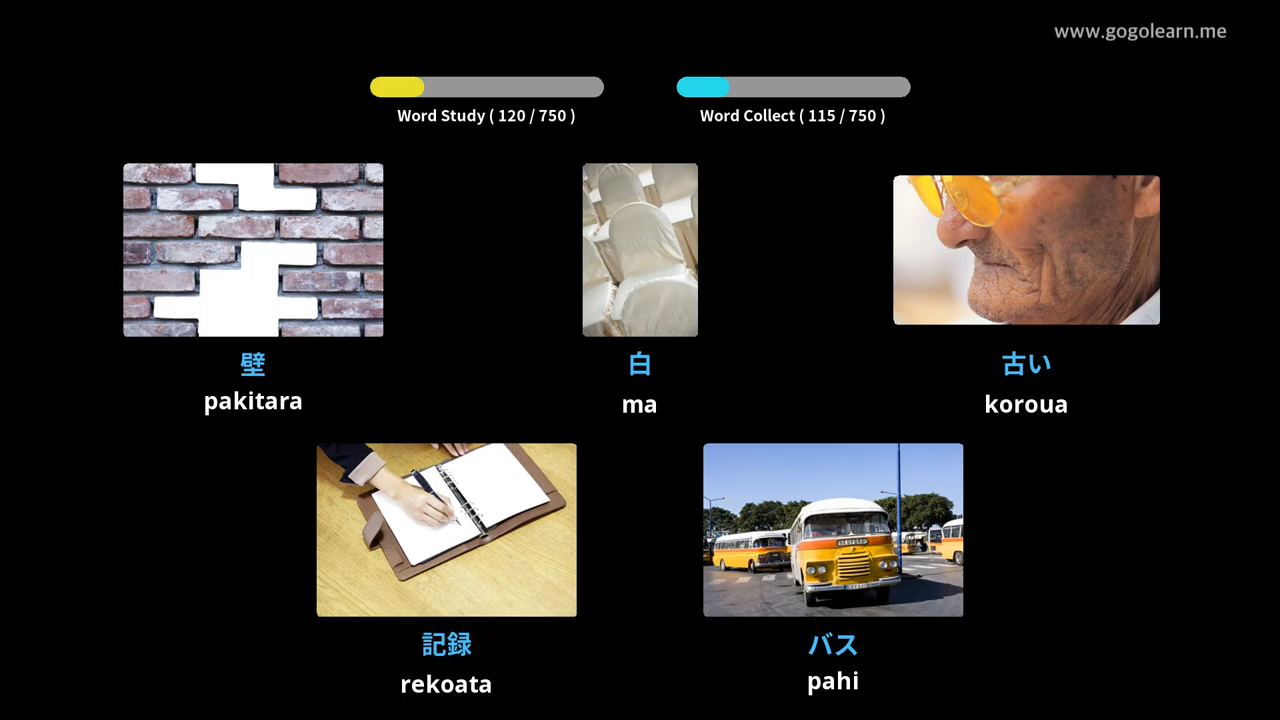 www.gogolearn.me
Word Study ( 120 / 750 )
Word Collect ( 115 / 750 )
壁
pakitara
白
ma
古い
koroua
記録
rekoata
バス
pahi
BEDFORD